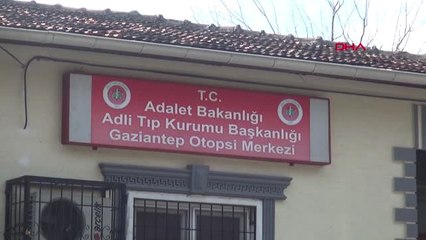 DHA
T.C.
Adalet Bakanlığı
Adli Tıp Kurumu Başkanlığı
Gaziantep Otopsi Merkezi